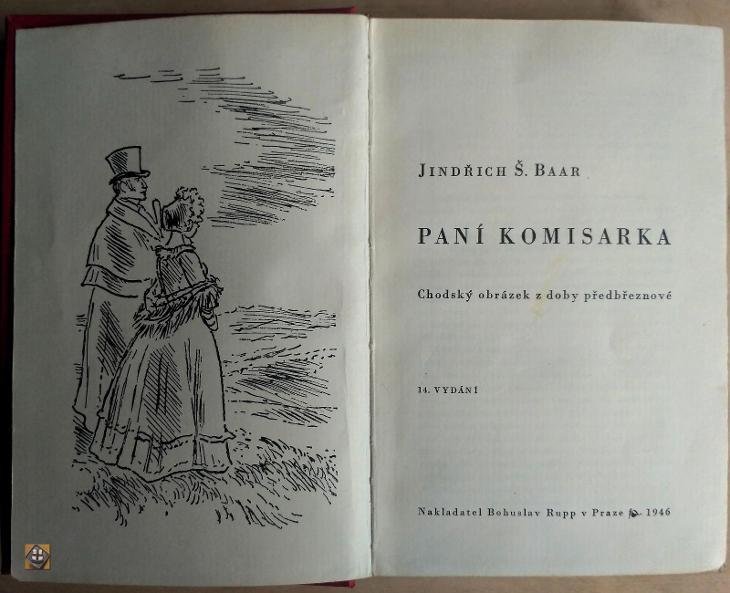 JINDŘICH Š. BAAR
PANÍ KOMISARKA
Chodský obrázek z doby předbřeznové
14. VYDÁNÍ
Nakladatel Bohuslav Rupp v Praze 1946